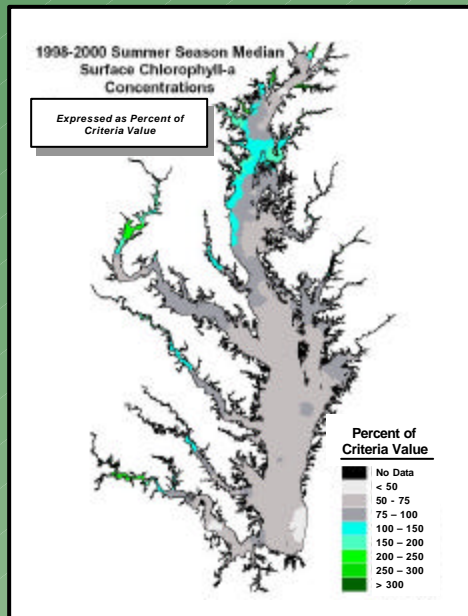 1998-2000 Summer Season Median
Surface Chlorophyll-a
Concentrations
Expressed as Percent of
Criteria Value
Percent of
Criteria Value
No Data
< 50
50 - 75
75 – 100
100 – 150
150 – 200
200 – 250
250 – 300
> 300